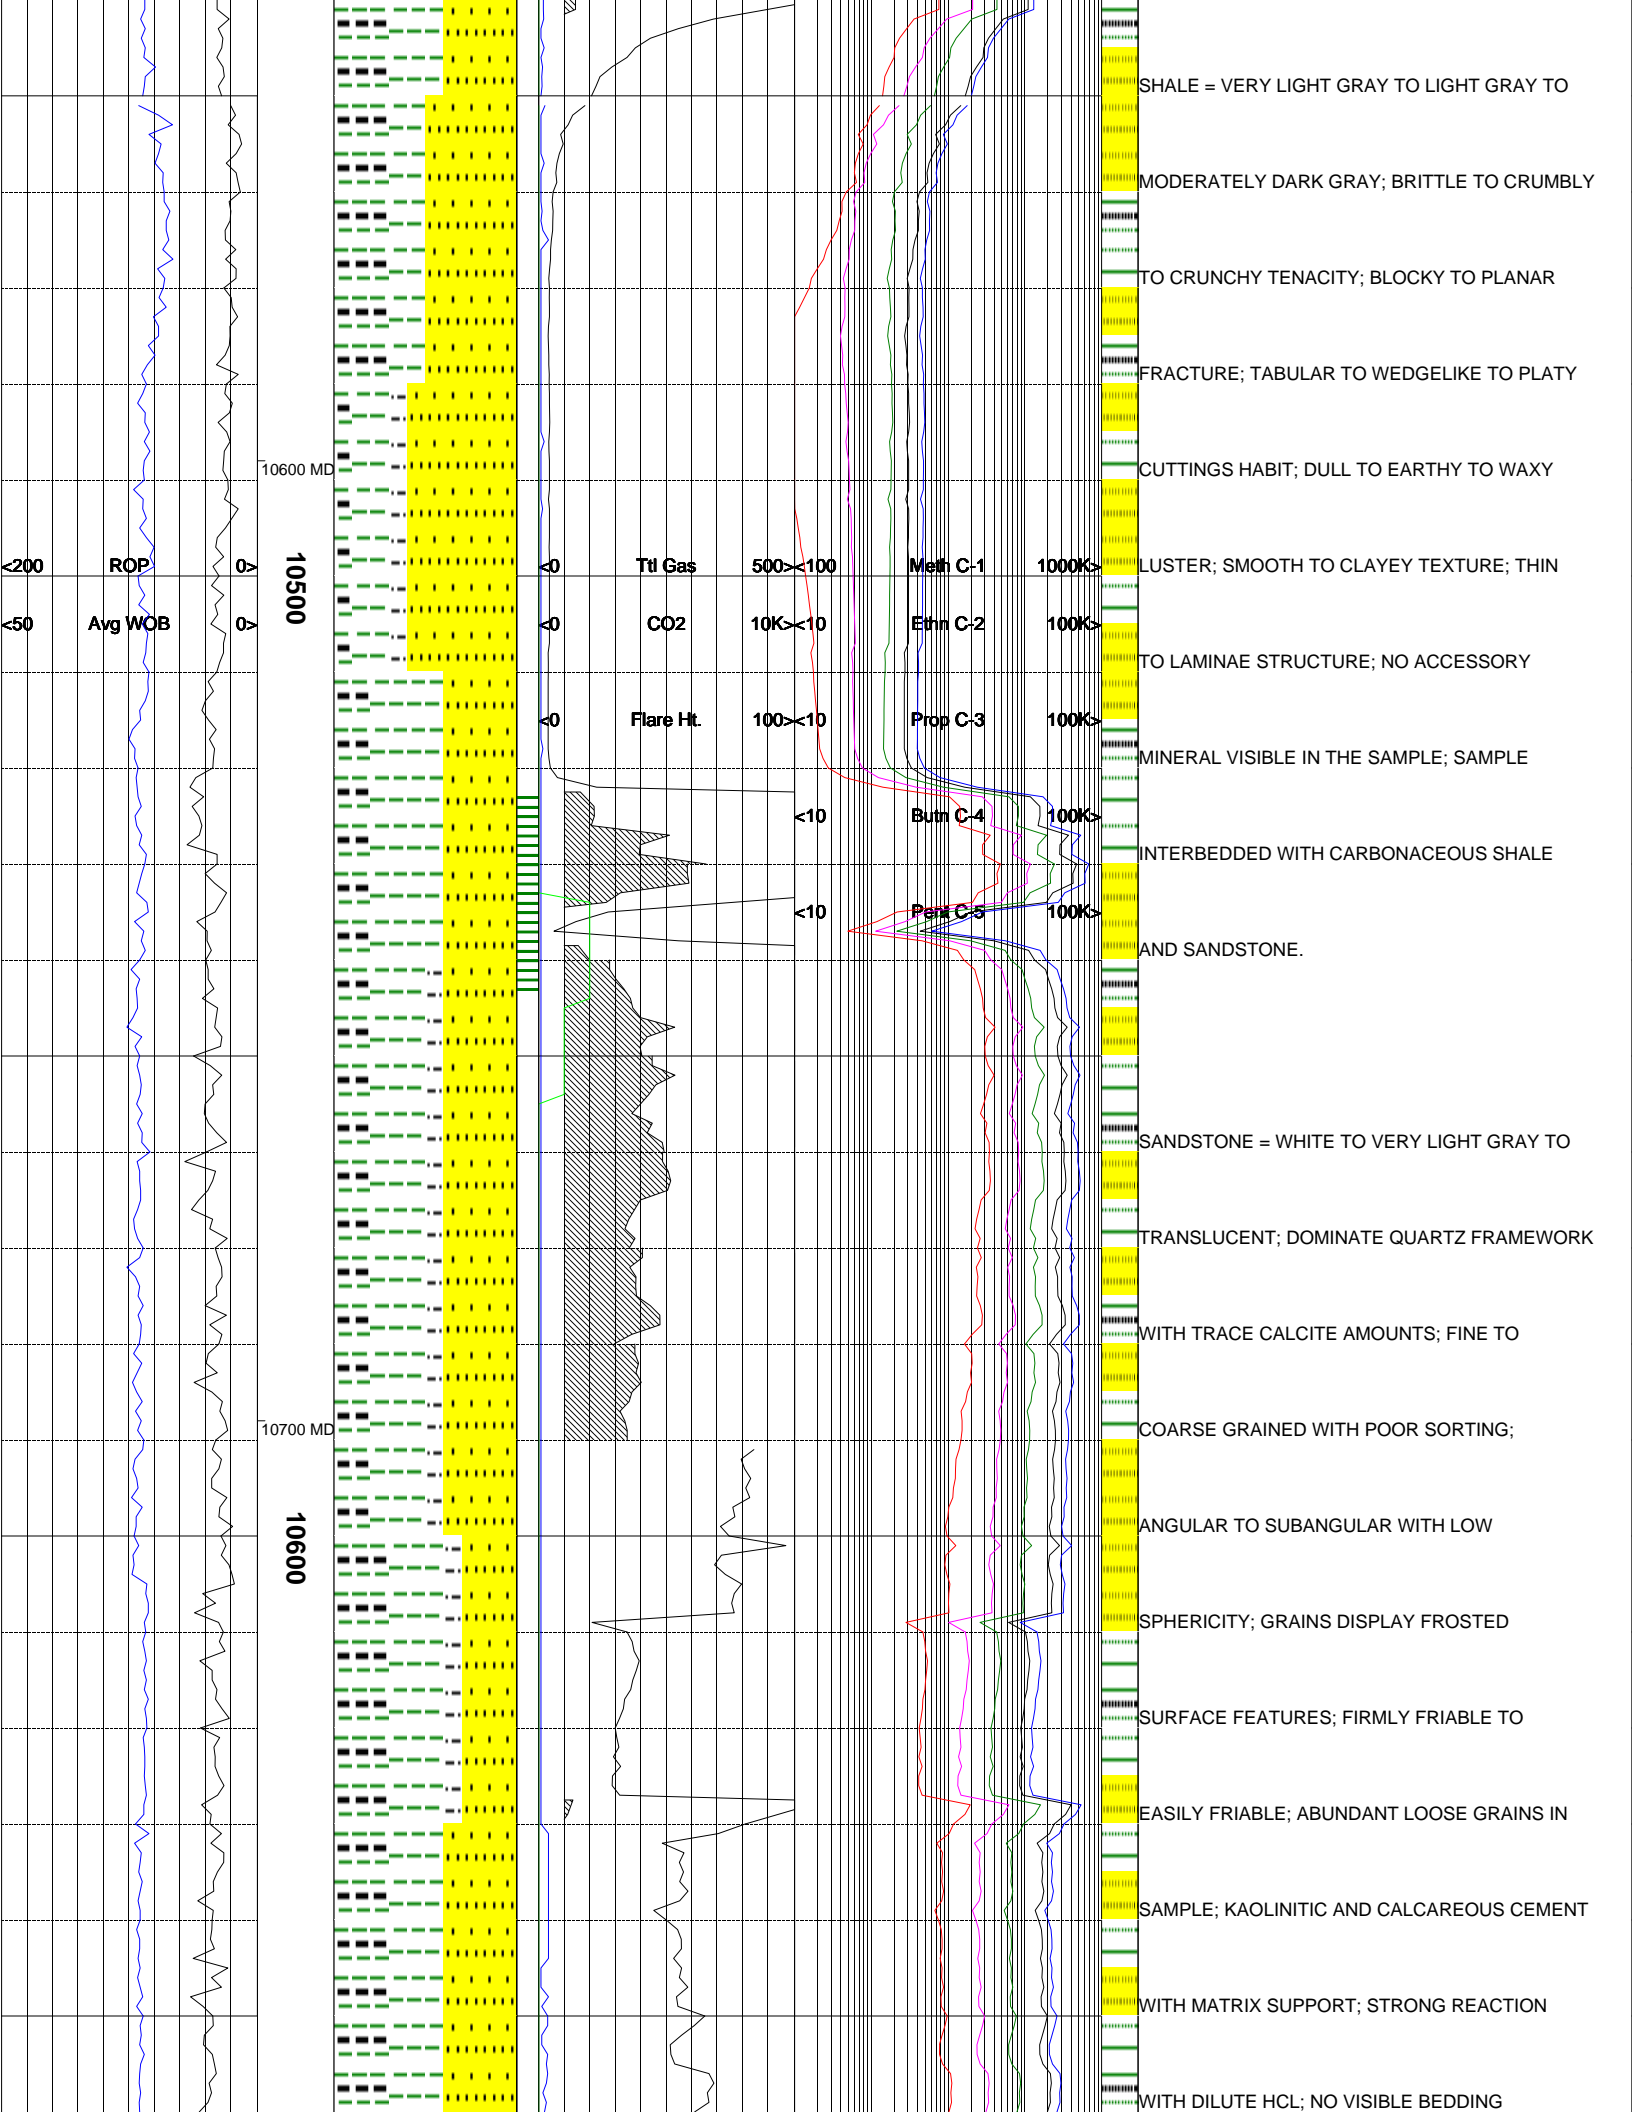 SHALE = VERY LIGHT GRAY TO LIGHT GRAY TO
MODERATELY DARK GRAY; BRITTLE TO CRUMBLY
TO CRUNCHY TENACITY; BLOCKY TO PLANAR
FRACTURE; TABULAR TO WEDGELIKE TO PLATY
10600 MD
CUTTINGS HABIT; DULL TO EARTHY TO WAXY
<200 ROP 0> <0 Ttl Gas 500> <100 Meth C-1 1000K>
LUSTER; SMOOTH TO CLAYEY TEXTURE; THIN
10500
<50 Avg WOB 0> <0 CO2 10K> <10 Ethn C-2 100K>
TO LAMINAE STRUCTURE; NO ACCESSORY
<0 Flare Ht. 100> <10 Prop C-3 100K>
MINERAL VISIBLE IN THE SAMPLE; SAMPLE
<10 Butn C-4 100K>
INTERBEDDED WITH CARBONACEOUS SHALE
<10 Pent C-5 100K>
AND SANDSTONE.
SANDSTONE = WHITE TO VERY LIGHT GRAY TO
TRANSLUCENT; DOMINATE QUARTZ FRAMEWORK
WITH TRACE CALCITE AMOUNTS; FINE TO
10700 MD
COARSE GRAINED WITH POOR SORTING;
10600
ANGULAR TO SUBANGULAR WITH LOW
SPHERICITY; GRAINS DISPLAY FROSTED
SURFACE FEATURES; FIRMLY FRIABLE TO
EASILY FRIABLE; ABUNDANT LOOSE GRAINS IN
SAMPLE; KAOLINITIC AND CALCAREOUS CEMENT
WITH MATRIX SUPPORT; STRONG REACTION
WITH DILUTE HCL; NO VISIBLE BEDDING